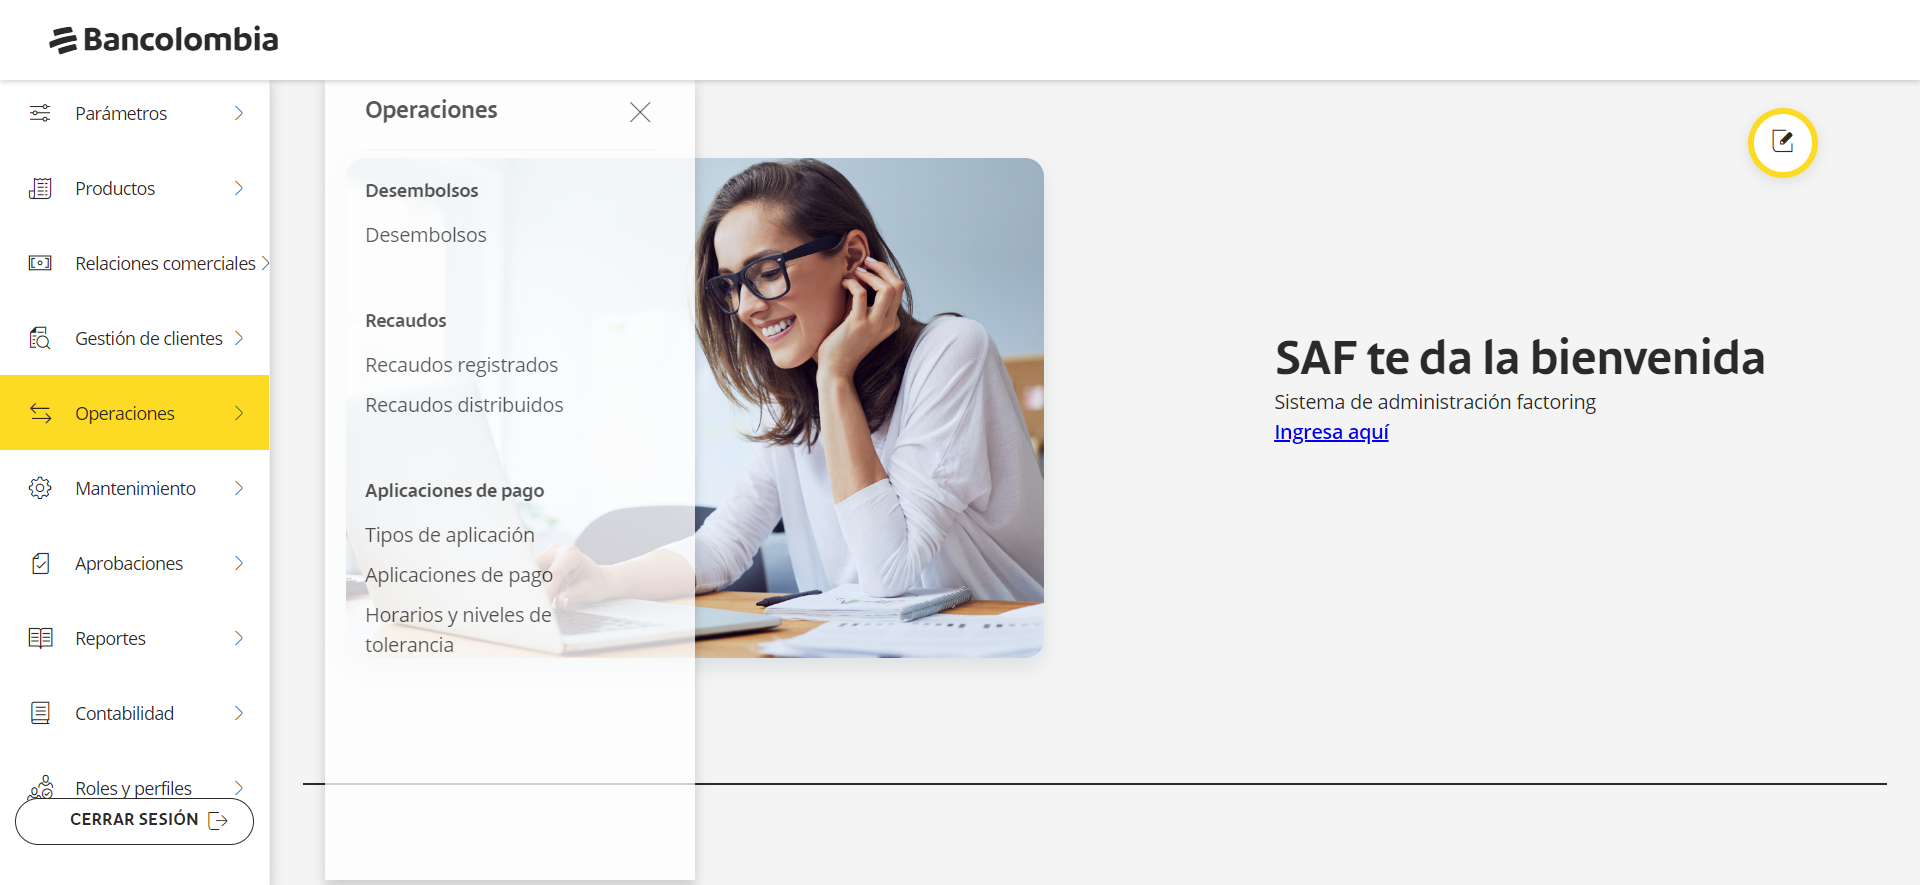 Bancolombia
Parámetros
Productos
Relaciones comerciales
Gestión de clientes
Operaciones
Mantenimiento
Aprobaciones
Reportes
Contabilidad
Roles y perfiles
CERRAR SESIÓN
Operaciones
Desembolsos
Desembolsos
Recaudos
Recaudos registrados
Recaudos distribuidos
Aplicaciones de pago
Tipos de aplicación
Aplicaciones de pago
Horarios y niveles de
tolerancia
SAF te da la bienvenida
Sistema de administración factoring
Ingresa aquí